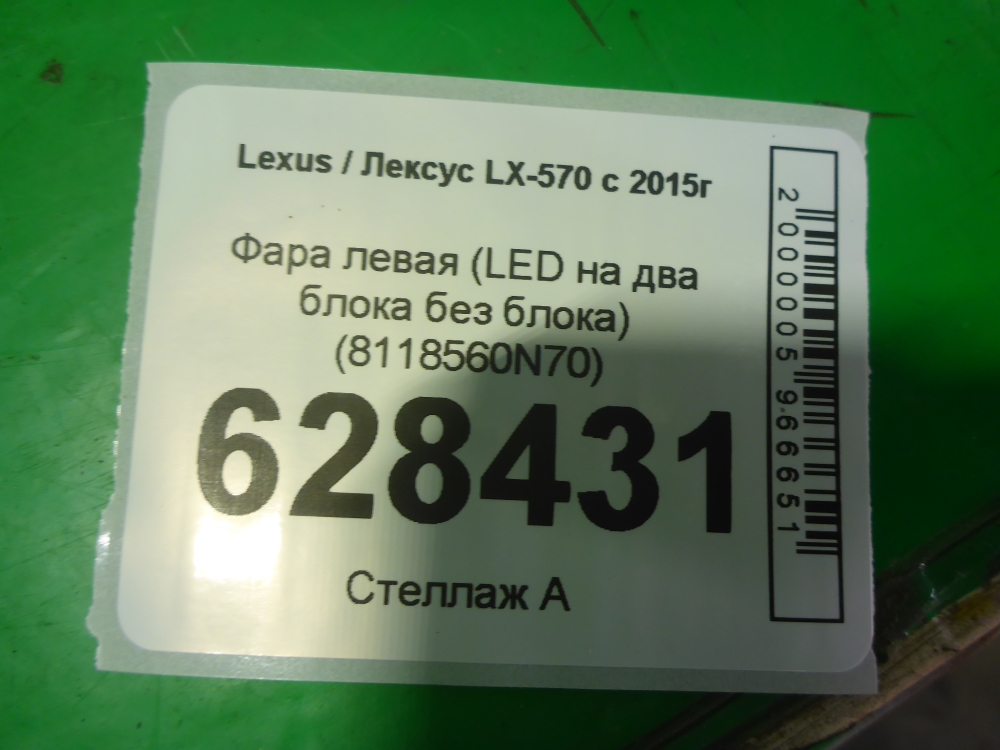 Lexus / Лексус LX-570 с 2015г
Фара левая (LED на два
блока без блока)
(8118560N70)
628431
Стеллаж А
2000005966651